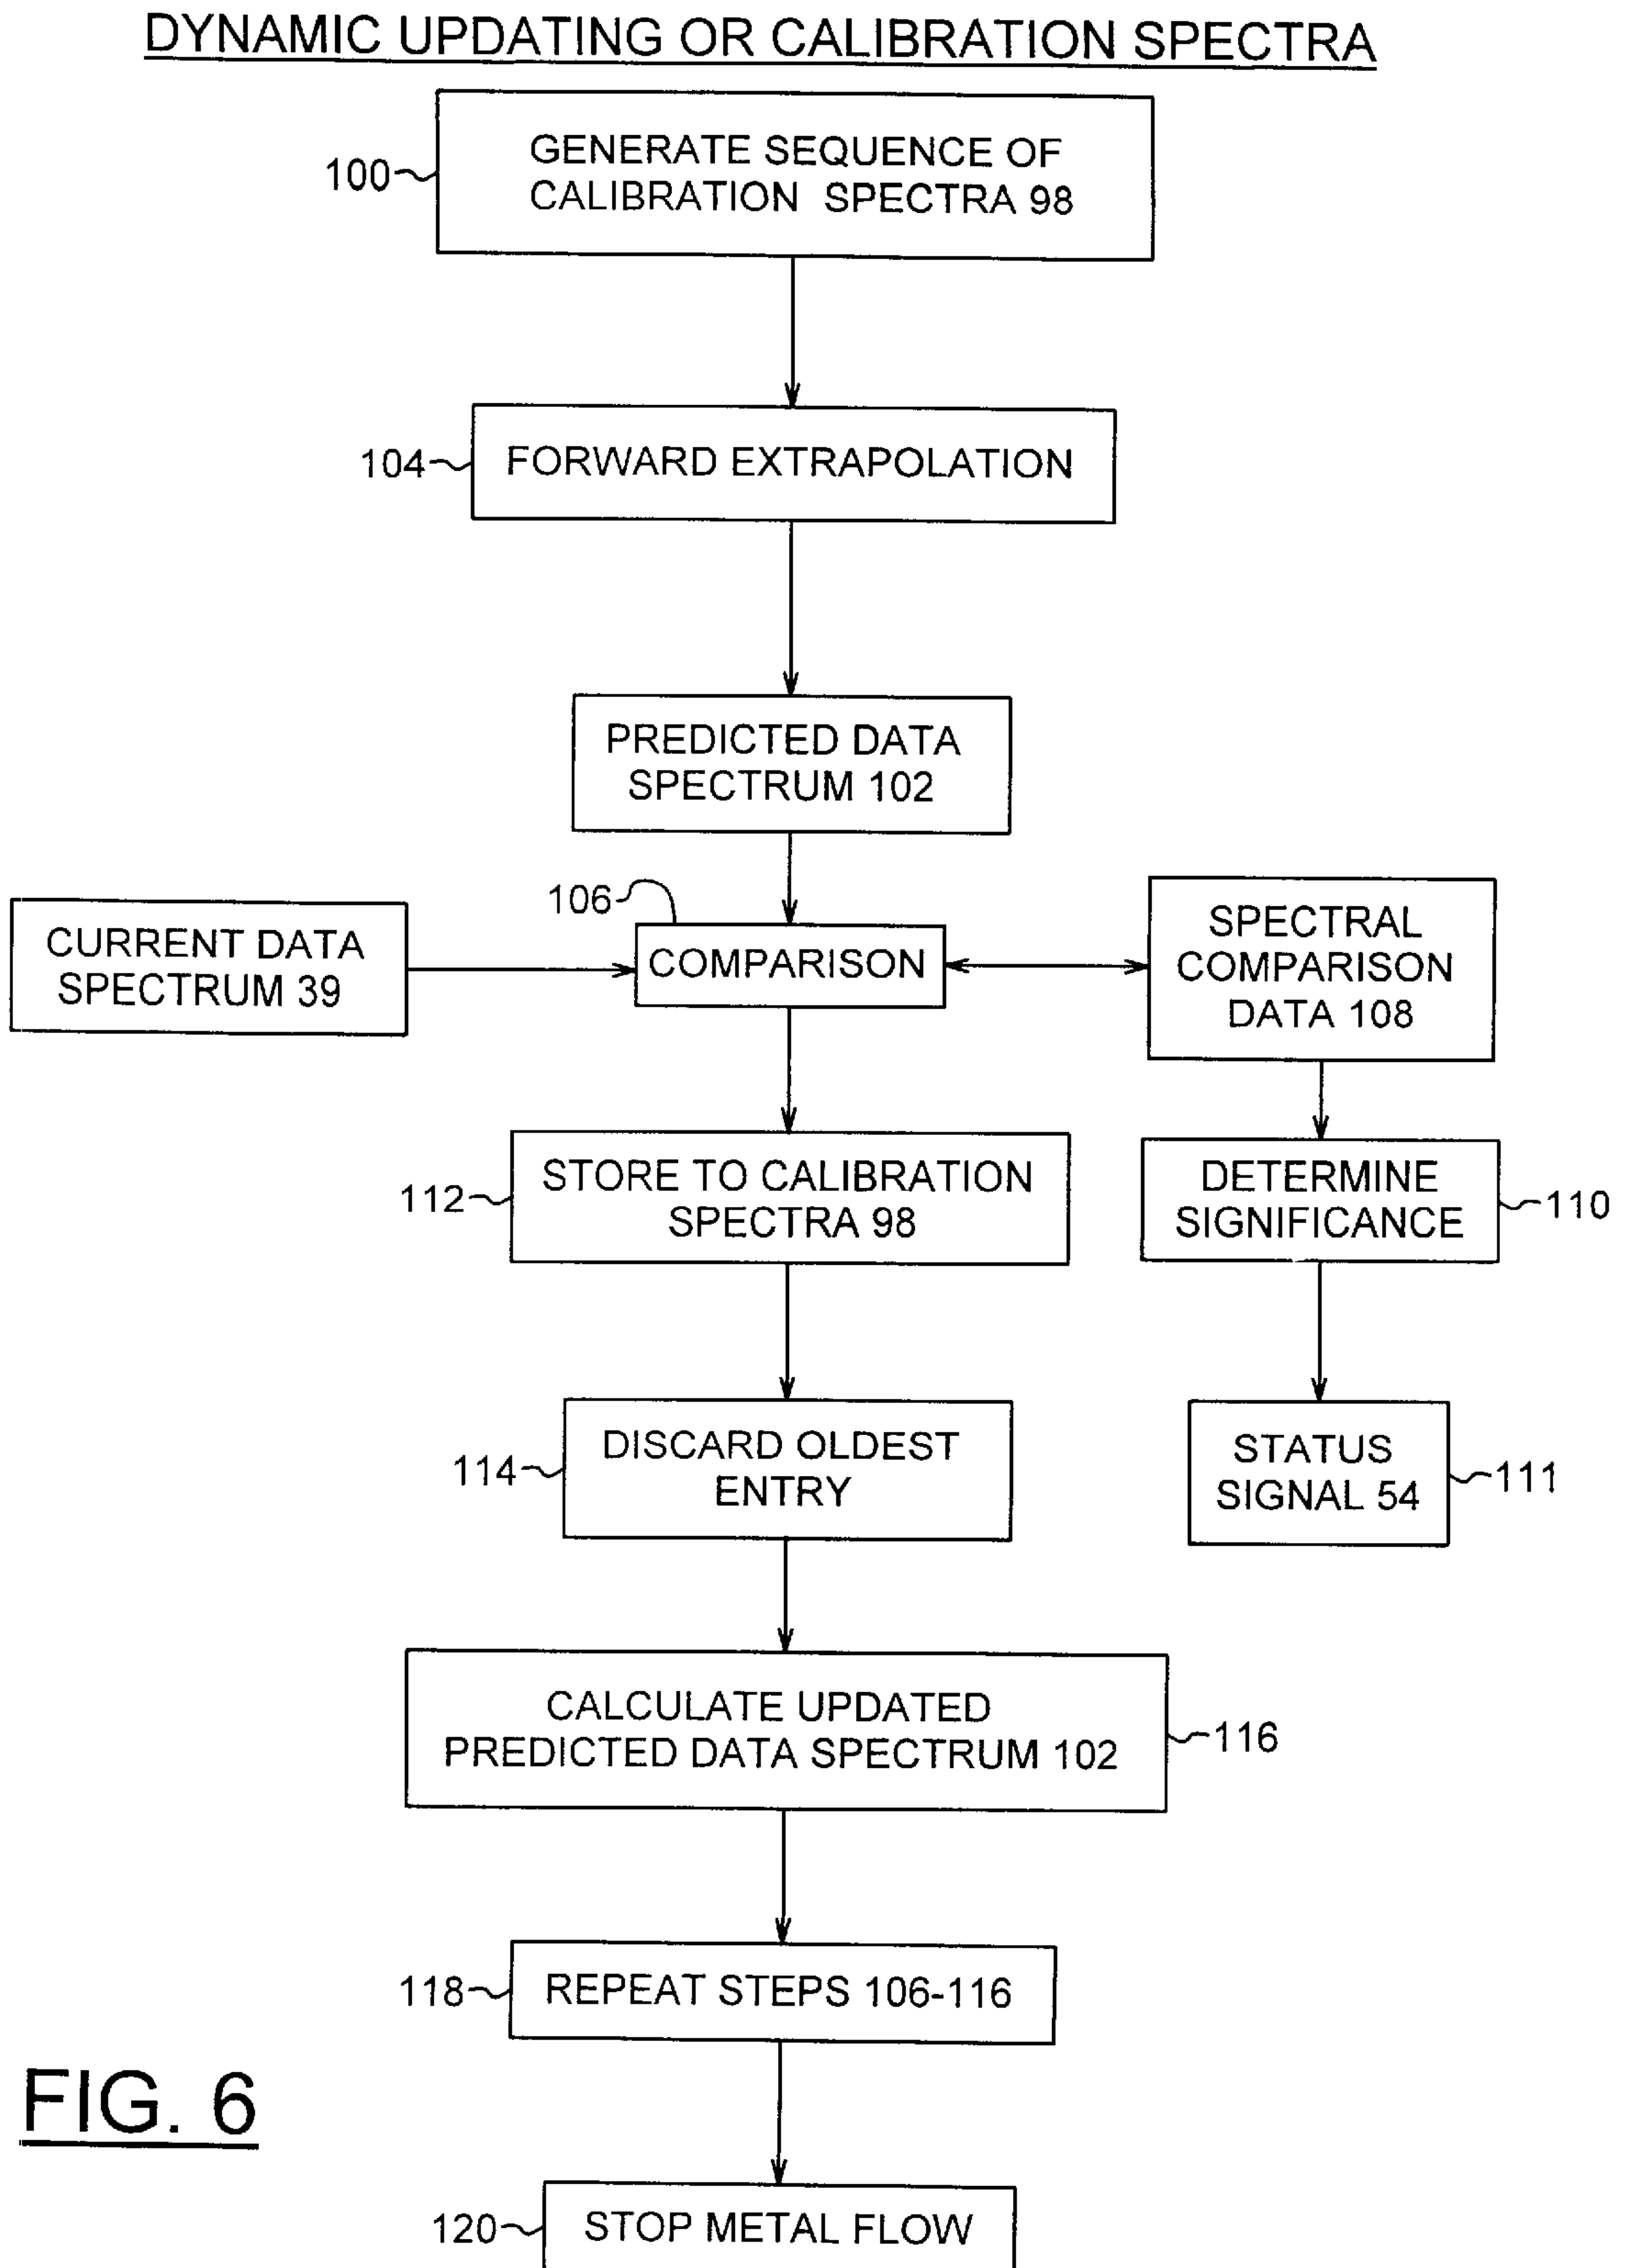 DYNAMIC UPDATING OR CALIBRATION SPECTRA
GENERATE SEQUENCE OF
CALIBRATION SPECTRA 98
100
104
FORWARD EXTRAPOLATION
PREDICTED DATA
SPECTRUM 102
106
CURRENT DATA
SPECTRUM 39
COMPARISON
SPECTRAL
COMPARISON
DATA 108
112
STORE TO CALIBRATION
SPECTRA 98
DETERMINE
SIGNIFICANCE
110
114
DISCARD OLDEST
ENTRY
STATUS
SIGNAL 54
111
CALCULATE UPDATED
PREDICTED DATA SPECTRUM 102
116
118
REPEAT STEPS 106-116
FIG. 6
120
STOP METAL FLOW